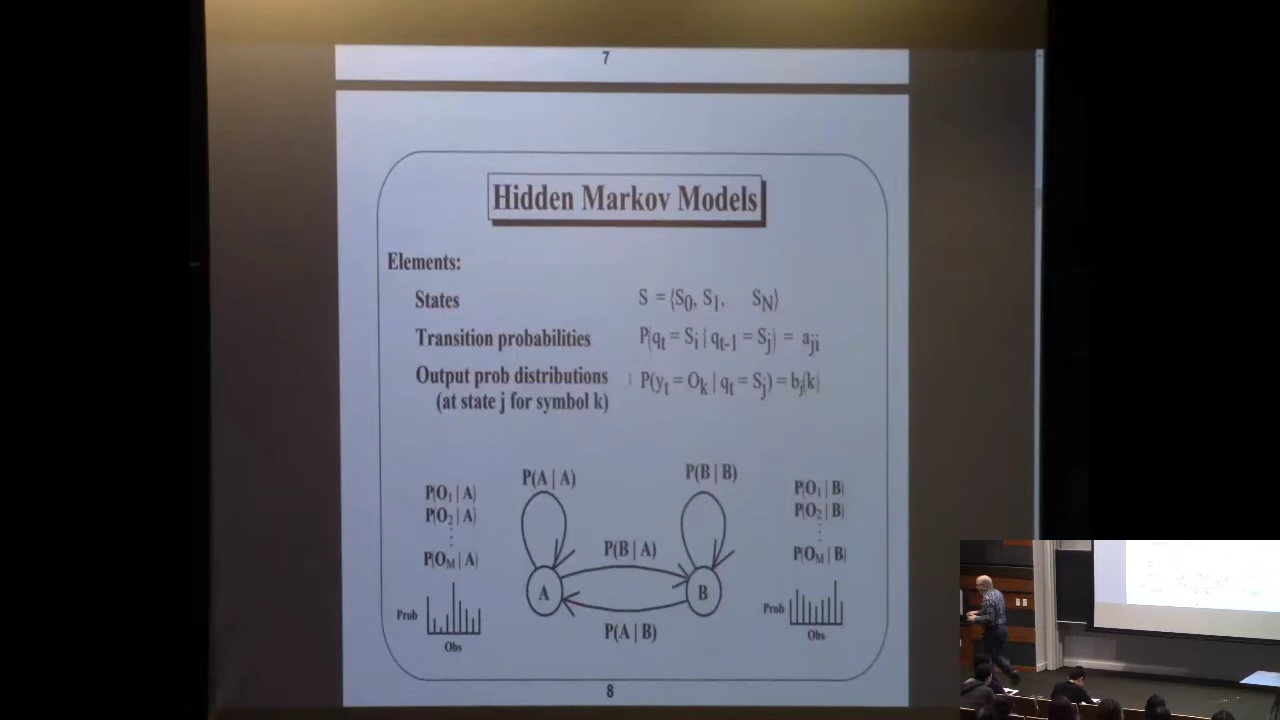 7
Hidden Markov Models
Elements:
States S = (S0, S1, SN)
Transition probabilities P(qt = Si | qt-1 = Sj) = aji
Output prob distributions P(yt = Ok | qt = Sj) = bj(k)
(at state j for symbol k)
P(A | A) P(B | B)
P(O1 | A) P(O1 | B)
P(O2 | A) P(O2 | B)
P(B | A)
P(OM | A) P(OM | B)
A B
Prob Prob
P(A | B)
Obs Obs
8